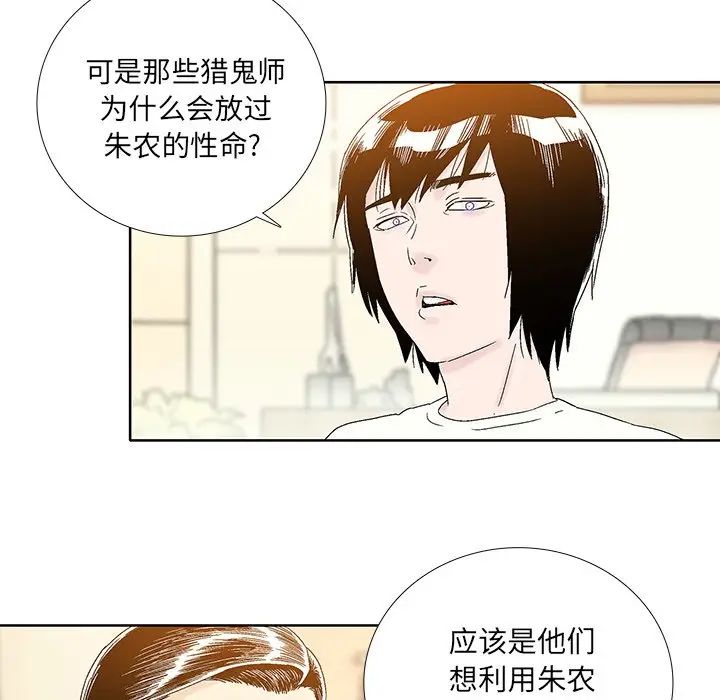 可是那些猎鬼师
为什么会放过
朱农的性命?
应该是他们
想利用朱农